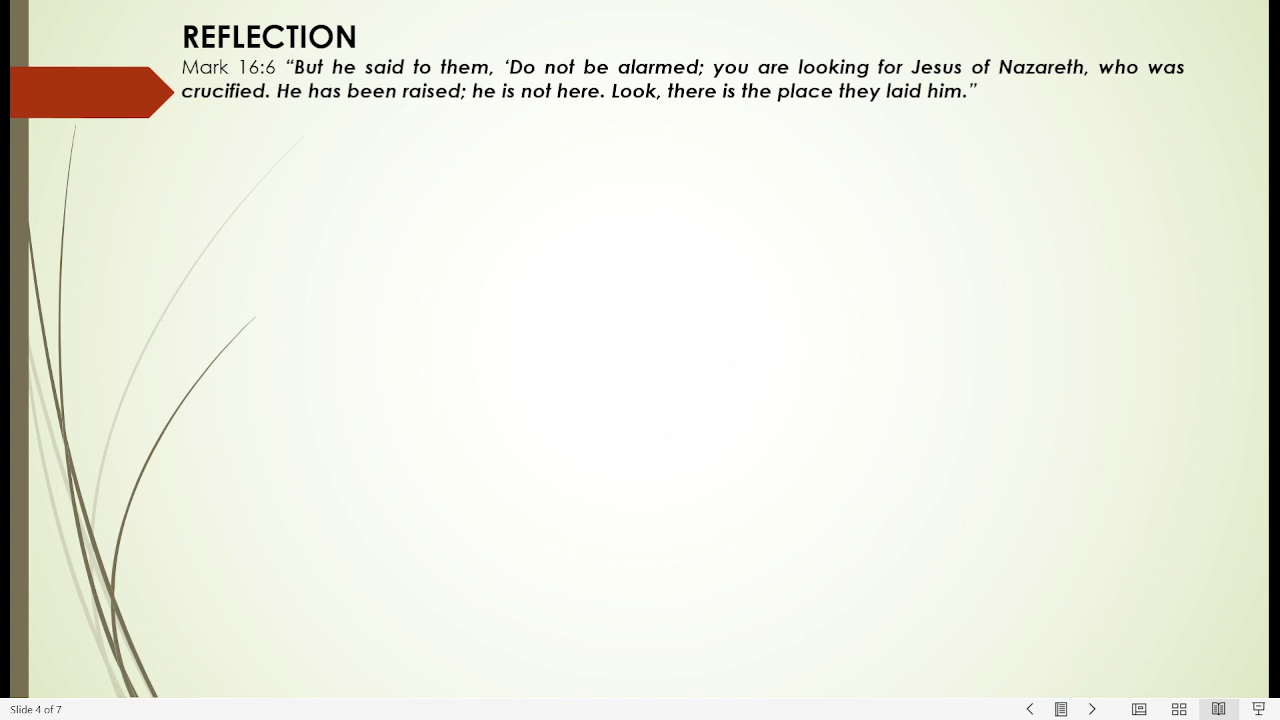 REFLECTION
Mark 16:6 “But he said to them, ‘Do not be alarmed; you are looking for Jesus of Nazareth, who was
crucified. He has been raised; he is not here. Look, there is the place they laid him.”
Slide 4 of 7